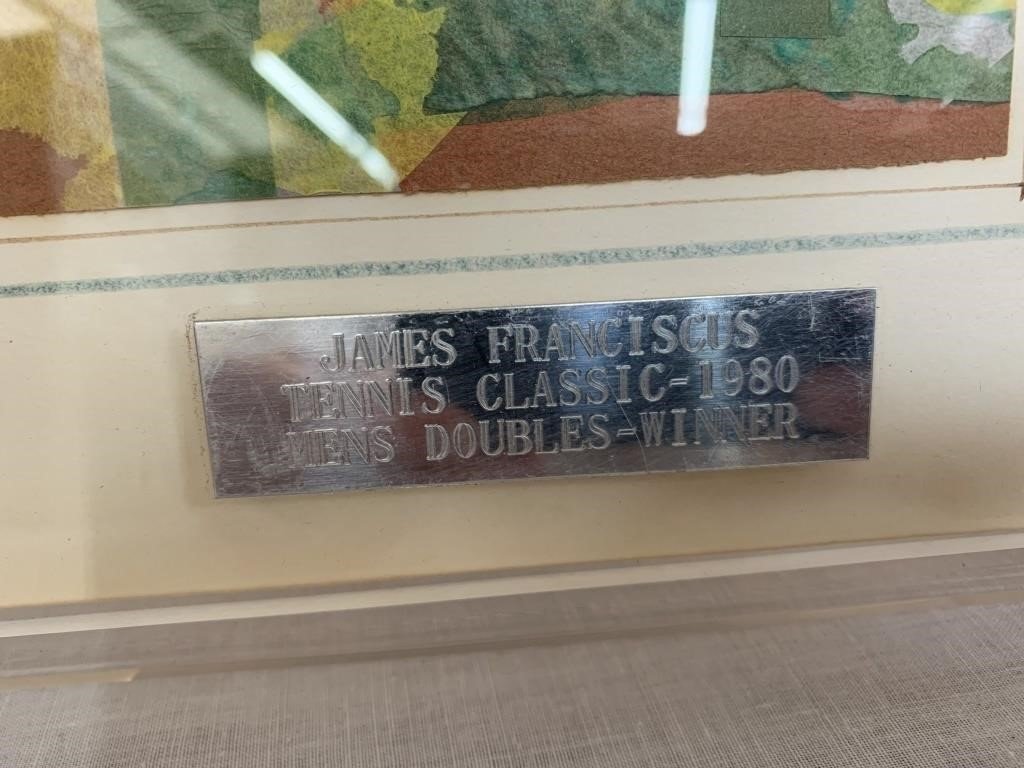 JAMES FRANCISCUS
TENNIS CLASSIC-1980
MENS DOUBLES-WINNER